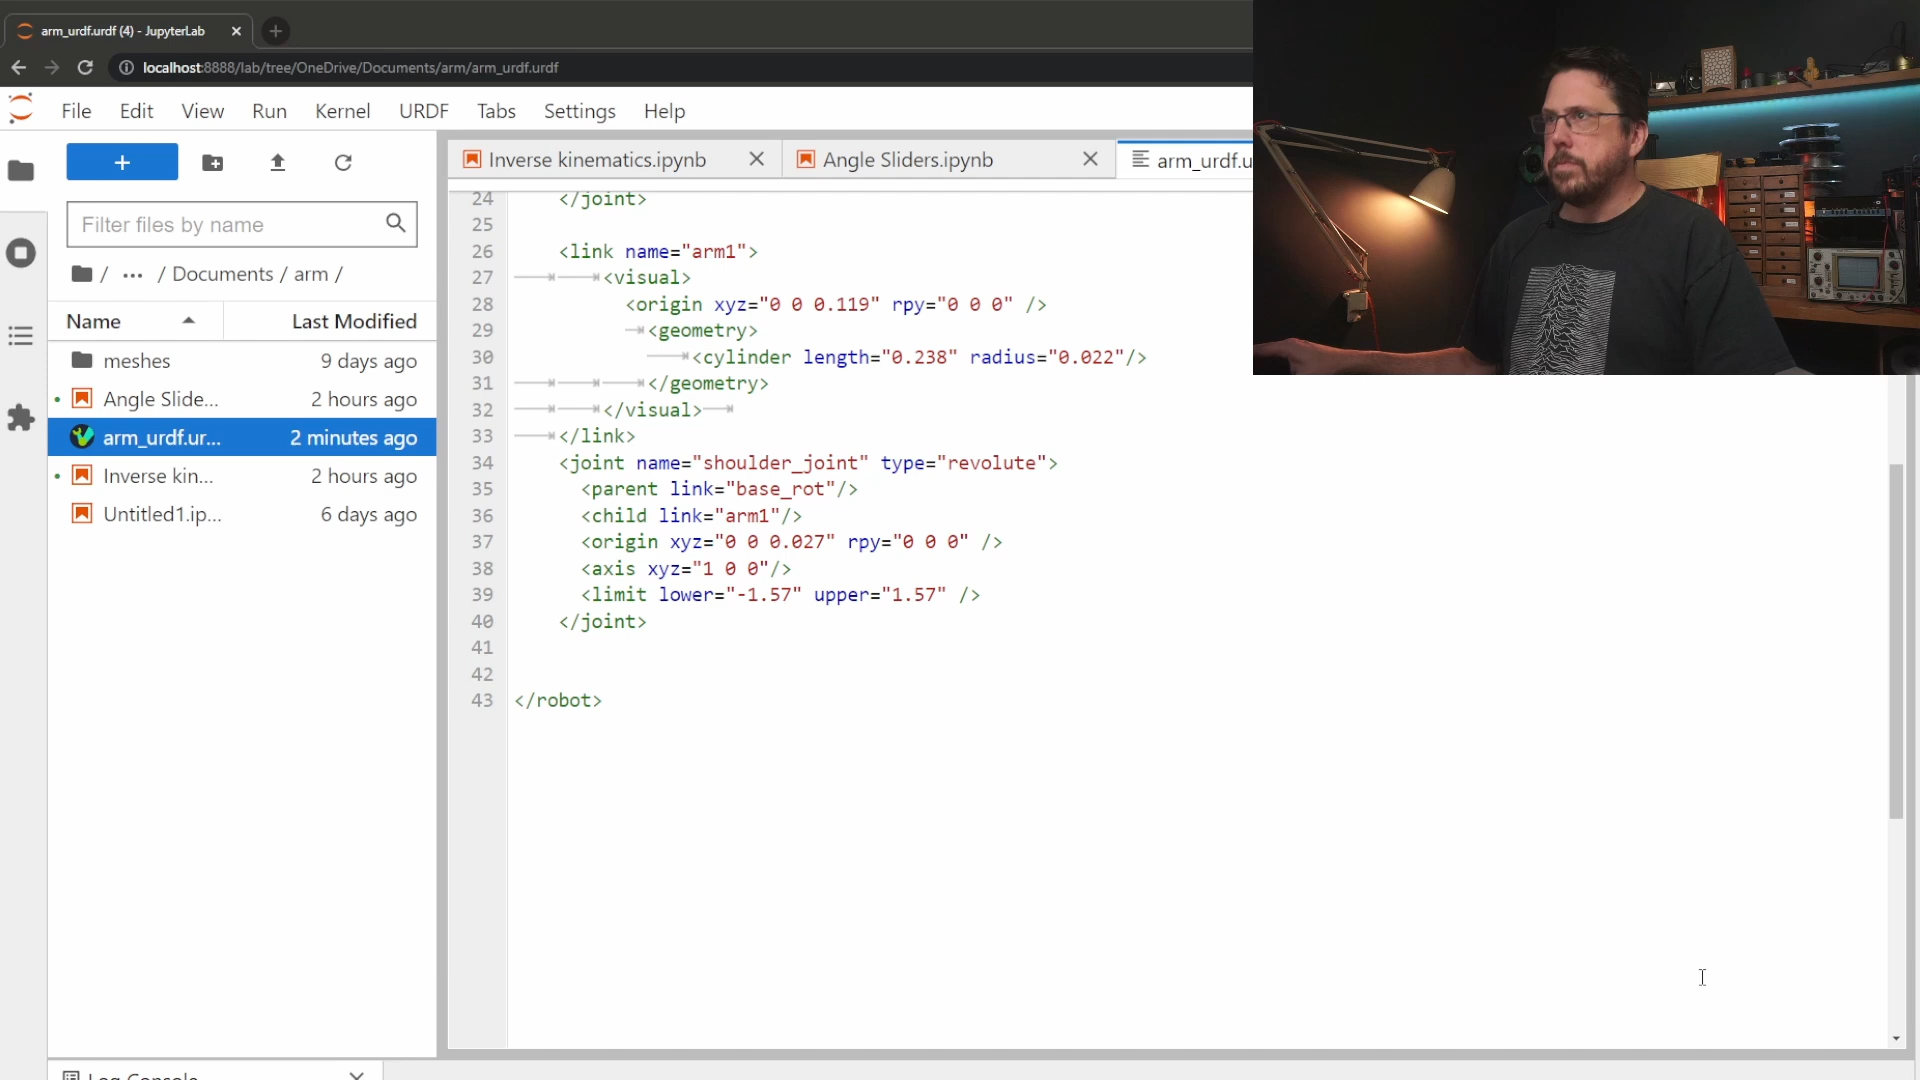 arm_urdf.urdf (4) - JupyterLab
localhost:8888/lab/tree/OneDrive/Documents/arm/arm_urdf.urdf
File Edit View Run Kernel URDF Tabs Settings Help
Inverse kinematics.ipynb
Angle Sliders.ipynb
arm_urdf.u
Filter files by name
/ ... / Documents / arm /
Name Last Modified
meshes 9 days ago
Angle Slide... 2 hours ago
arm_urdf.ur... 2 minutes ago
Inverse kin... 2 hours ago
Untitled1.ip... 6 days ago
24 </joint>
25
26 <link name="arm1">
27 <visual>
28 <origin xyz="0 0 0.119" rpy="0 0 0" />
29 <geometry>
30 <cylinder length="0.238" radius="0.022"/>
31 </geometry>
32 </visual>
33 </link>
34 <joint name="shoulder_joint" type="revolute">
35 <parent link="base_rot"/>
36 <child link="arm1"/>
37 <origin xyz="0 0 0.027" rpy="0 0 0" />
38 <axis xyz="1 0 0"/>
39 <limit lower="-1.57" upper="1.57" />
40 </joint>
41
42
43 </robot>
Log Console